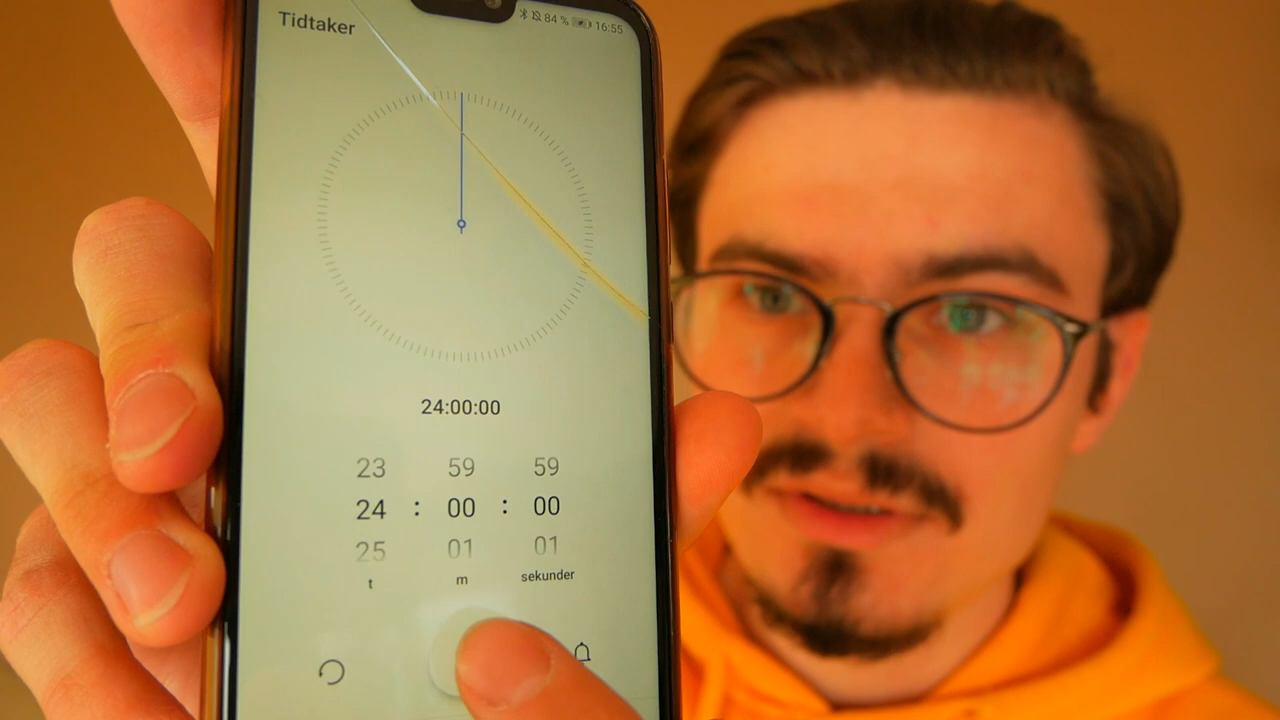 84 % 16:55
Tidtaker
24:00:00
23 59 59
24 : 00 : 00
25 01 01
t m sekunder